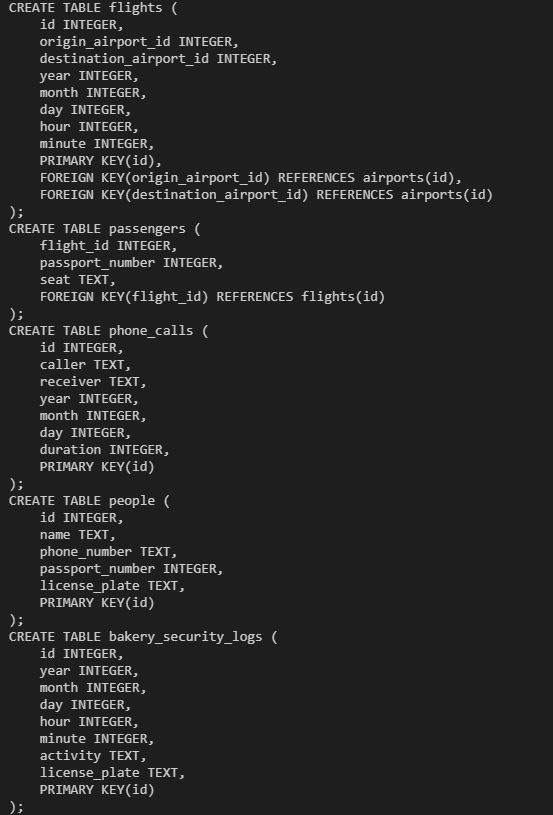 CREATE TABLE flights (
    id INTEGER,
    origin_airport_id INTEGER,
    destination_airport_id INTEGER,
    year INTEGER,
    month INTEGER,
    day INTEGER,
    hour INTEGER,
    minute INTEGER,
    PRIMARY KEY(id),
    FOREIGN KEY(origin_airport_id) REFERENCES airports(id),
    FOREIGN KEY(destination_airport_id) REFERENCES airports(id)
);
CREATE TABLE passengers (
    flight_id INTEGER,
    passport_number INTEGER,
    seat TEXT,
    FOREIGN KEY(flight_id) REFERENCES flights(id)
);
CREATE TABLE phone_calls (
    id INTEGER,
    caller TEXT,
    receiver TEXT,
    year INTEGER,
    month INTEGER,
    day INTEGER,
    duration INTEGER,
    PRIMARY KEY(id)
);
CREATE TABLE people (
    id INTEGER,
    name TEXT,
    phone_number TEXT,
    passport_number INTEGER,
    license_plate TEXT,
    PRIMARY KEY(id)
);
CREATE TABLE bakery_security_logs (
    id INTEGER,
    year INTEGER,
    month INTEGER,
    day INTEGER,
    hour INTEGER,
    minute INTEGER,
    activity TEXT,
    license_plate TEXT,
    PRIMARY KEY(id)
);